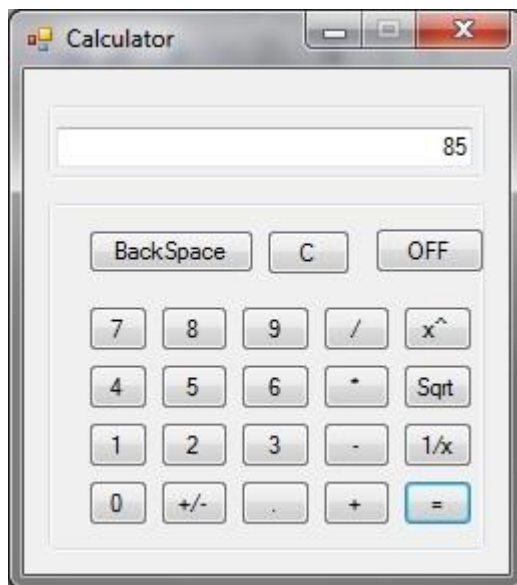 Calculator
85
BackSpace C OFF
7 8 9 / x^
4 5 6 * Sqrt
1 2 3 - 1/x
0 +/- . + =